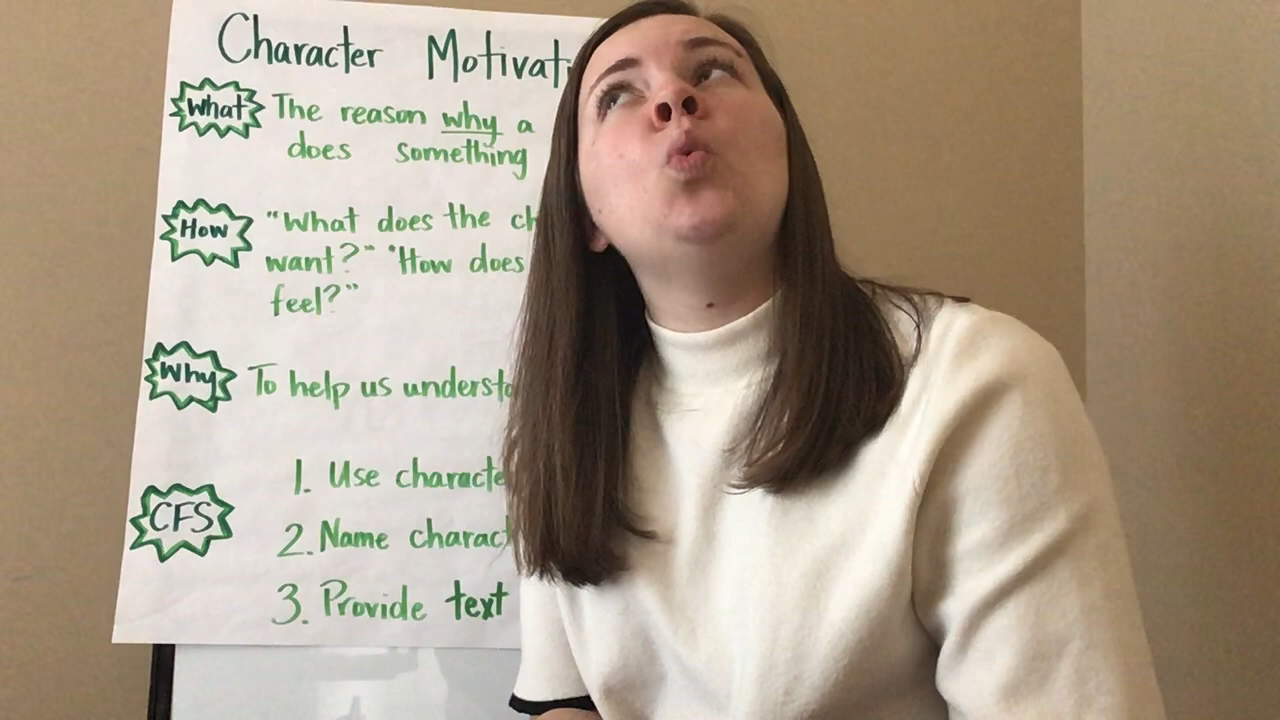 Character Motivati
What The reason why a
does something
How "What does the ch
want?" "How does
feel?"
Why To help us understa
1. Use characte
CFS
2. Name charact
3. Provide text